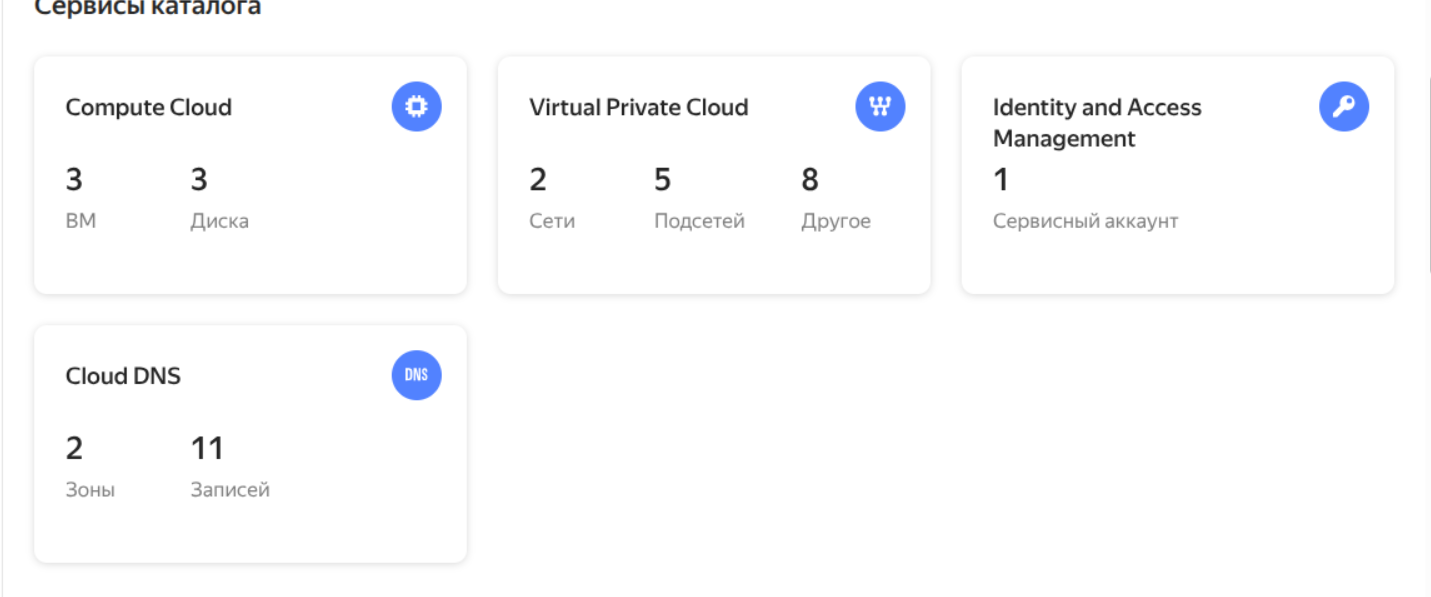 Сервисы каталога
Compute Cloud
3 3
ВМ Диска
Virtual Private Cloud
2 5 8
Сети Подсетей Другое
Identity and Access
Management
1
Сервисный аккаунт
Cloud DNS
DNS
2 11
Зоны Записей